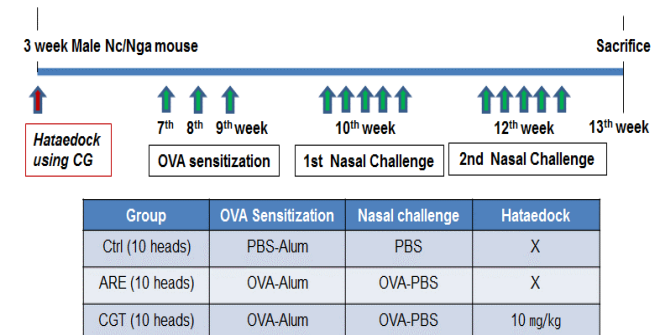 3 week Male Nc/Nga mouse
Sacrifice
7th 8th 9th week
10th week
12th week
13th week
Hataedock
using CG
OVA sensitization
1st Nasal Challenge
2nd Nasal Challenge
Group OVA Sensitization Nasal challenge Hataedock
Ctrl (10 heads) PBS-Alum PBS X
ARE (10 heads) OVA-Alum OVA-PBS X
CGT (10 heads) OVA-Alum OVA-PBS 10 mg/kg